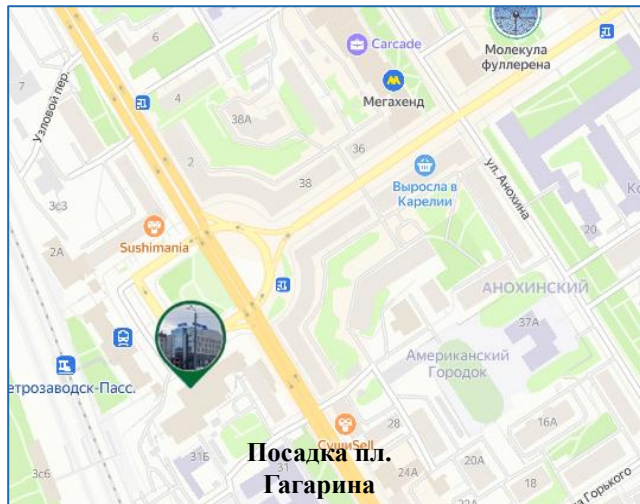 Carcade
Молекула
фуллерена
Мегахенд
Узловой пер.
7
6
4
38А
36
2
38
Выросла в
Карелии
ул. Анохина
3с3
Sushimania
2А
20
АНОХИНСКИЙ
37А
етрозаводск-Пасс.
Американский
Городок
31Б
СушиSell
28
16А
20А
24А
22
18
3с6
а Горького
Посадка пл.
Гагарина